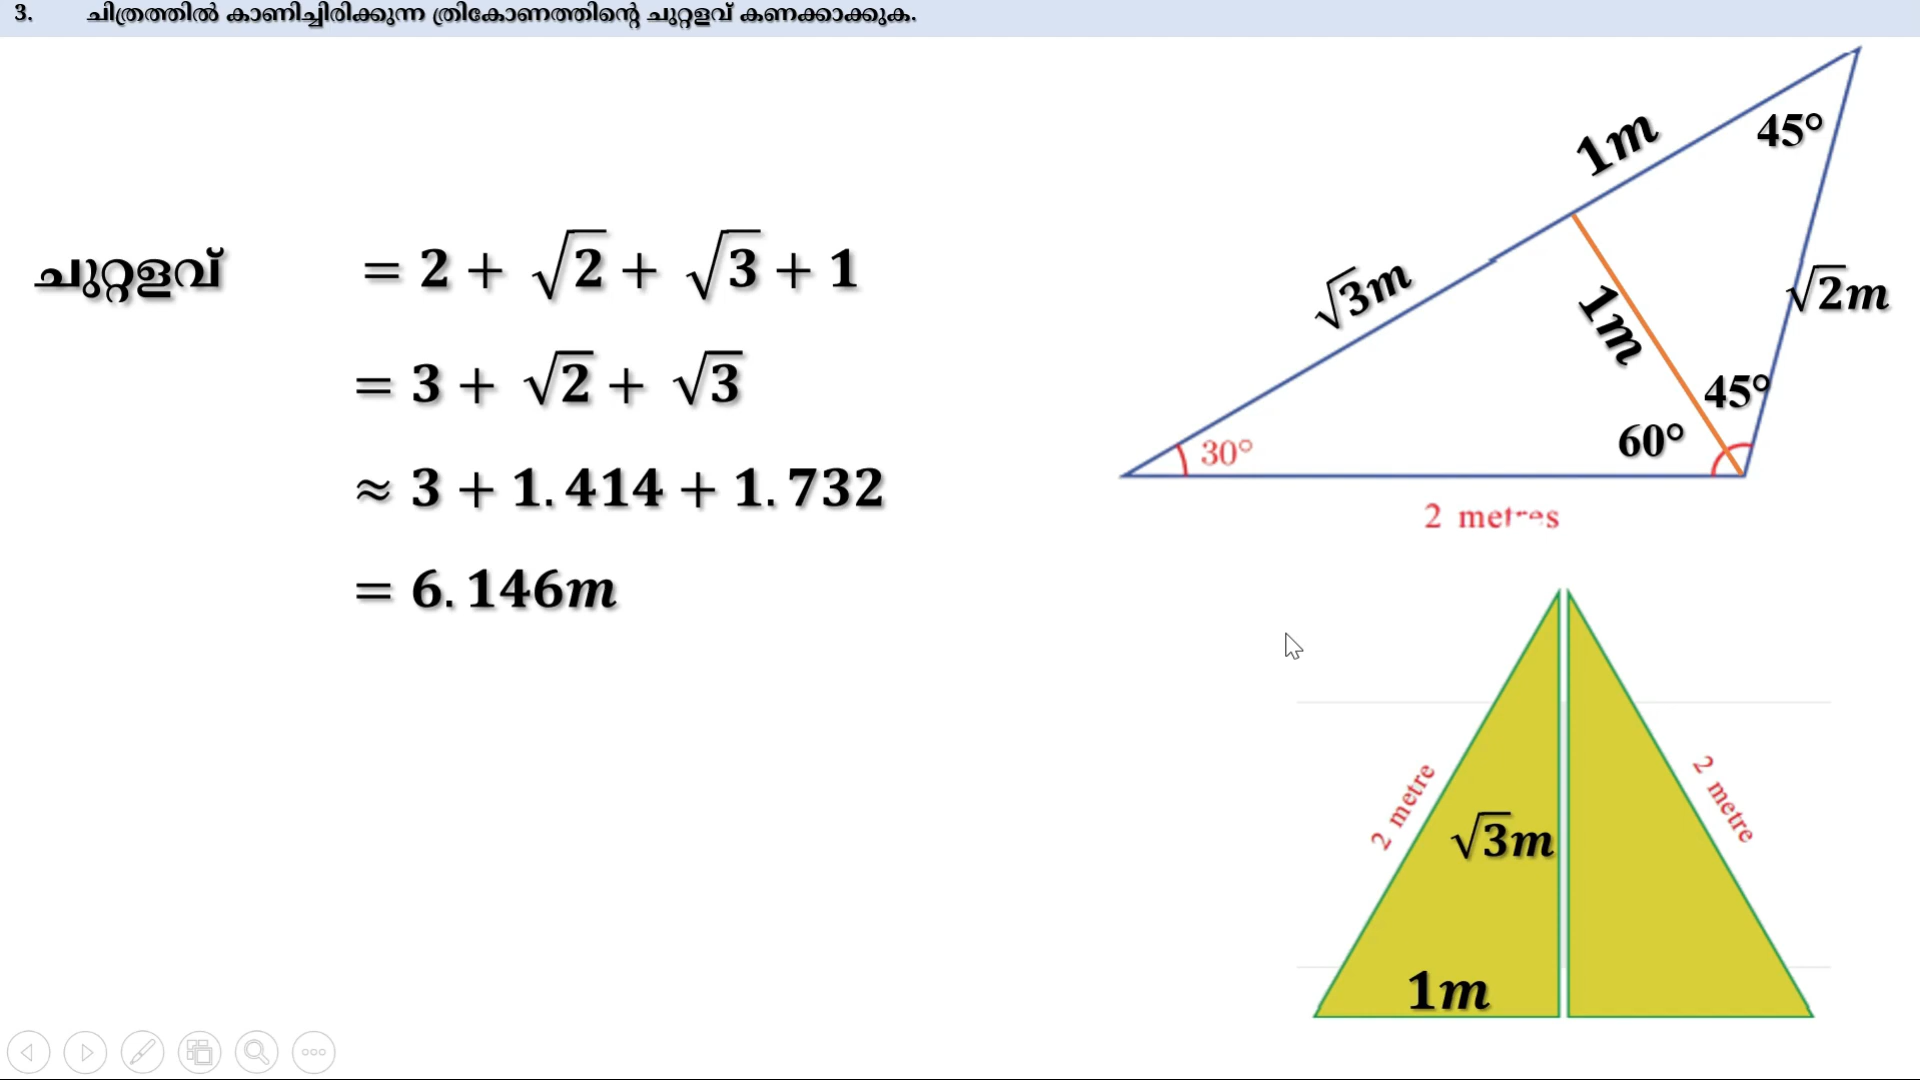 3. ചിത്രത്തിൽ കാണിച്ചിരിക്കുന്ന ത്രികോണത്തിന്റെ ചുറ്റളവ് കണക്കാക്കുക.
ചുറ്റളവ് = 2 + √2 + √3 + 1
= 3 + √2 + √3
≈ 3 + 1.414 + 1.732
= 6.146m
1m
45°
√3m
1m
√2m
45°
60°
30°
2 metres
2 metre
2 metre
√3m
1m